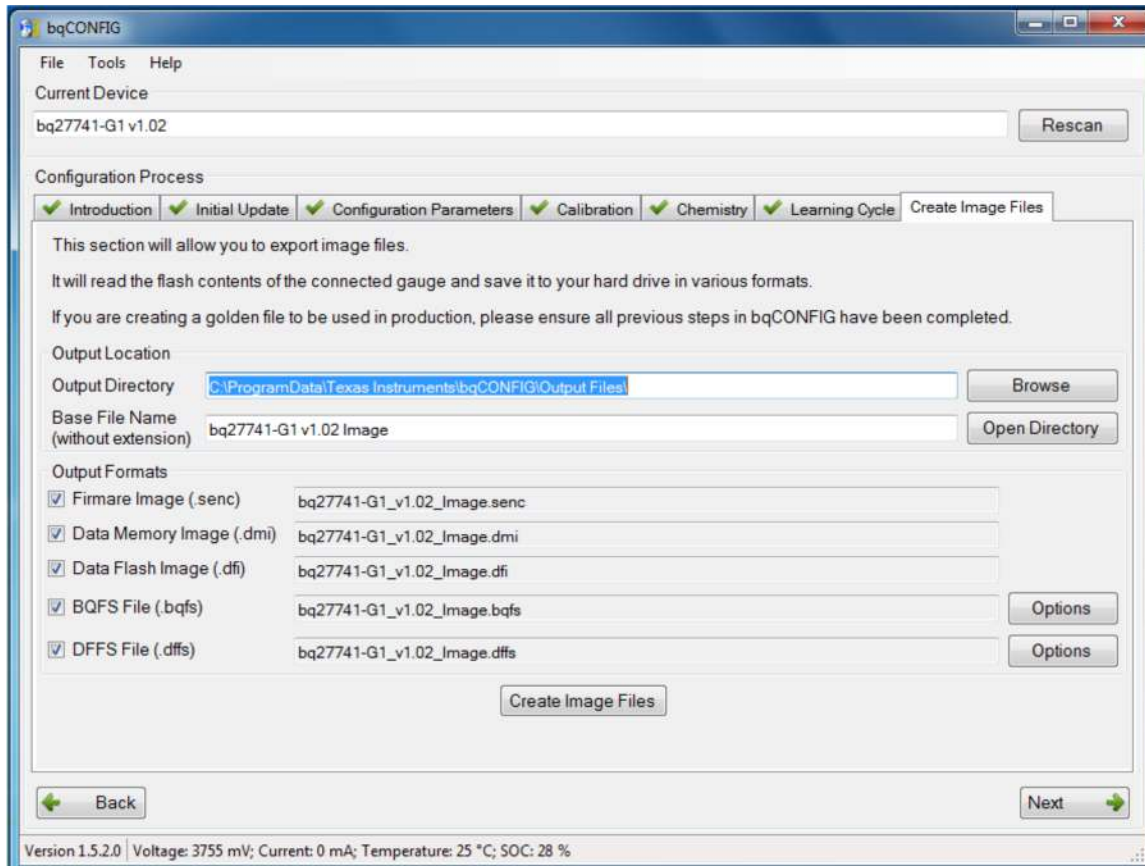 bqCONFIG
File Tools Help
Current Device
bq27741-G1 v1.02
Rescan
Configuration Process
Introduction Initial Update Configuration Parameters Calibration Chemistry Learning Cycle Create Image Files
This section will allow you to export image files.
It will read the flash contents of the connected gauge and save it to your hard drive in various formats.
If you are creating a golden file to be used in production, please ensure all previous steps in bqCONFIG have been completed.
Output Location
Output Directory C:\ProgramData\Texas Instruments\bqCONFIG\Output Files\ Browse
Base File Name
(without extension) bq27741-G1 v1.02 Image Open Directory
Output Formats
Firmare Image (.senc) bq27741-G1_v1.02_Image.senc
Data Memory Image (.dmi) bq27741-G1_v1.02_Image.dmi
Data Flash Image (.dfi) bq27741-G1_v1.02_Image.dfi
BQFS File (.bqfs) bq27741-G1_v1.02_Image.bqfs Options
DFFS File (.dffs) bq27741-G1_v1.02_Image.dffs Options
Create Image Files
Back Next
Version 1.5.2.0 Voltage: 3755 mV; Current: 0 mA; Temperature: 25 °C; SOC: 28 %